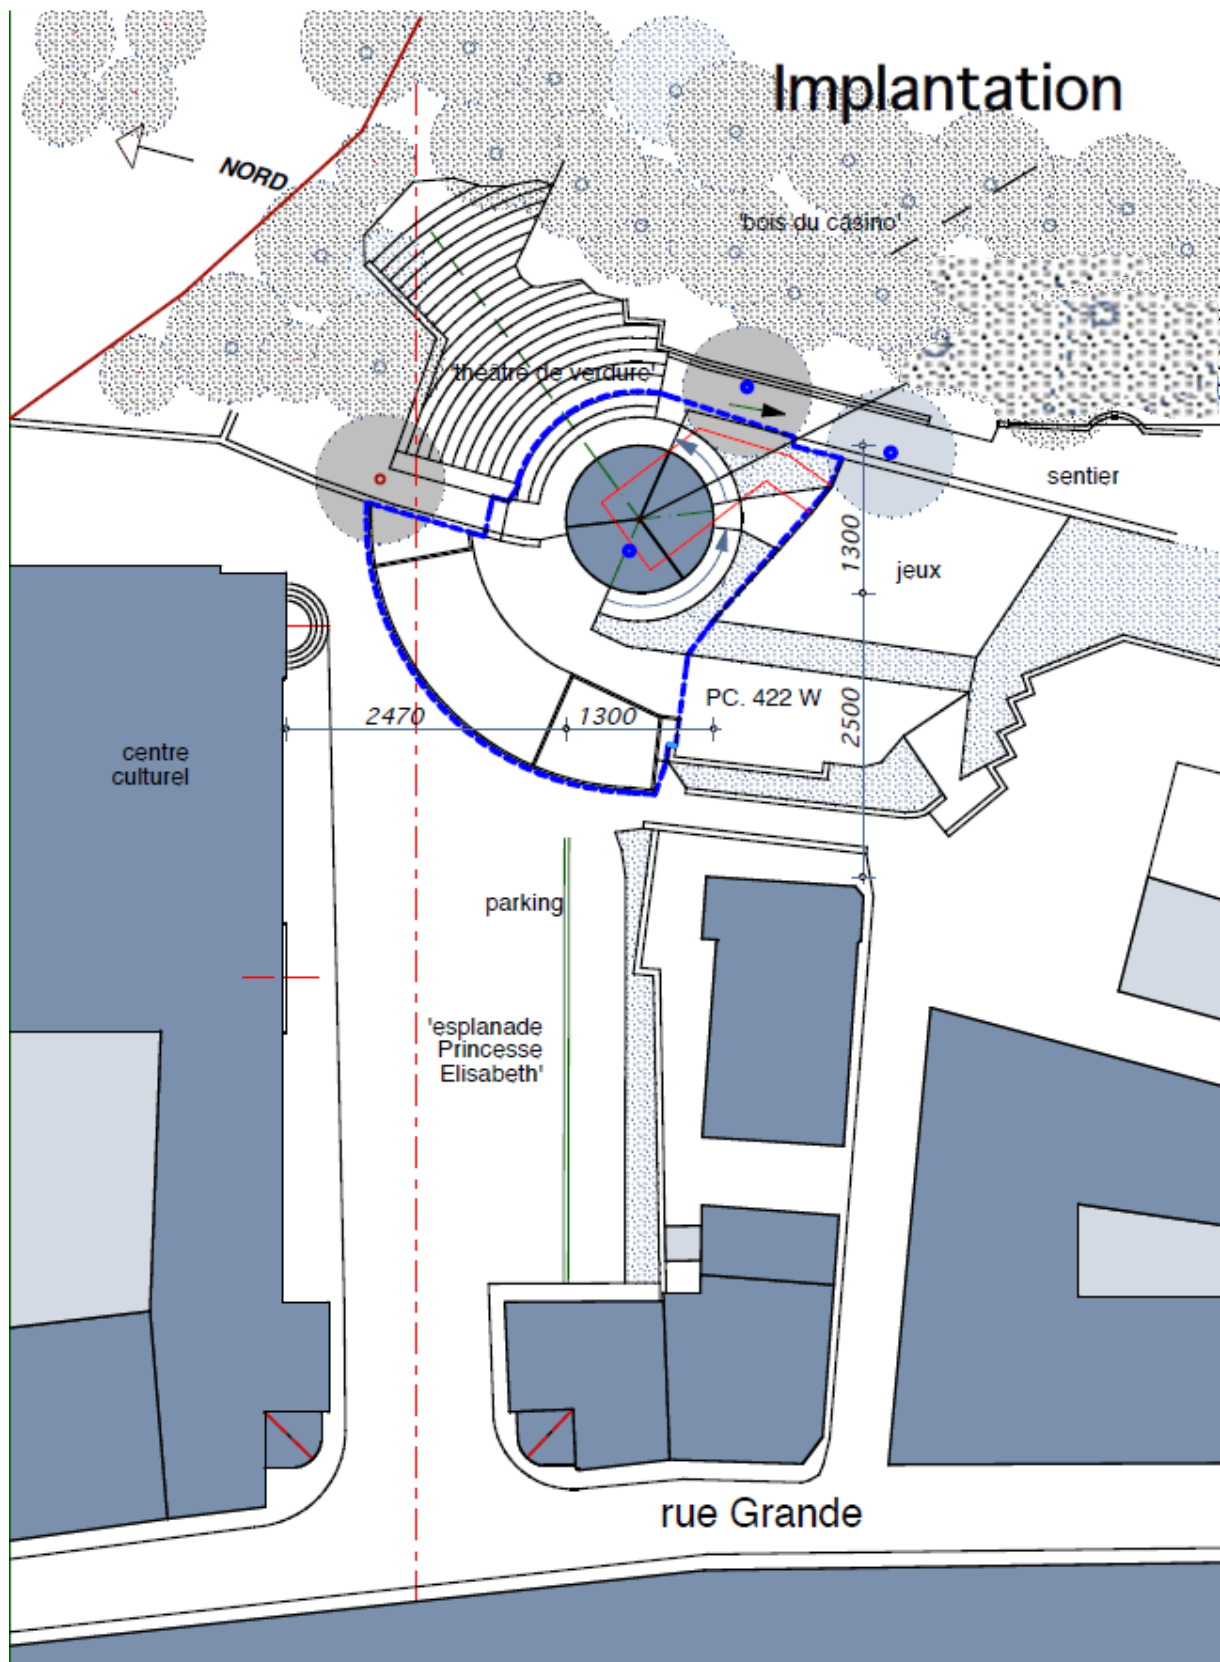 Implantation
NORD
'bois du casino'
'théâtre de verdure'
sentier
1300
jeux
PC. 422 W
2500
2470
1300
centre
culturel
parking
'esplanade
Princesse
Elisabeth'
rue Grande